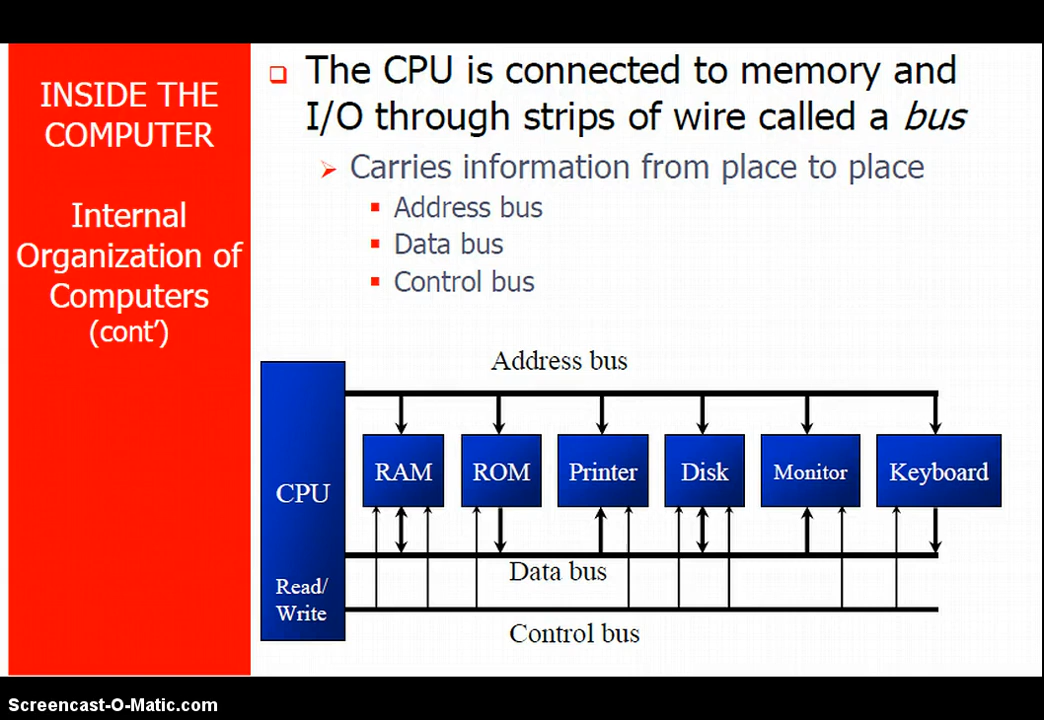 INSIDE THE
COMPUTER
Internal
Organization of
Computers
(cont’)
The CPU is connected to memory and
I/O through strips of wire called a bus
Carries information from place to place
Address bus
Data bus
Control bus
Address bus
CPU
RAM
ROM
Printer
Disk
Monitor
Keyboard
Data bus
Read/
Write
Control bus
Screencast-O-Matic.com